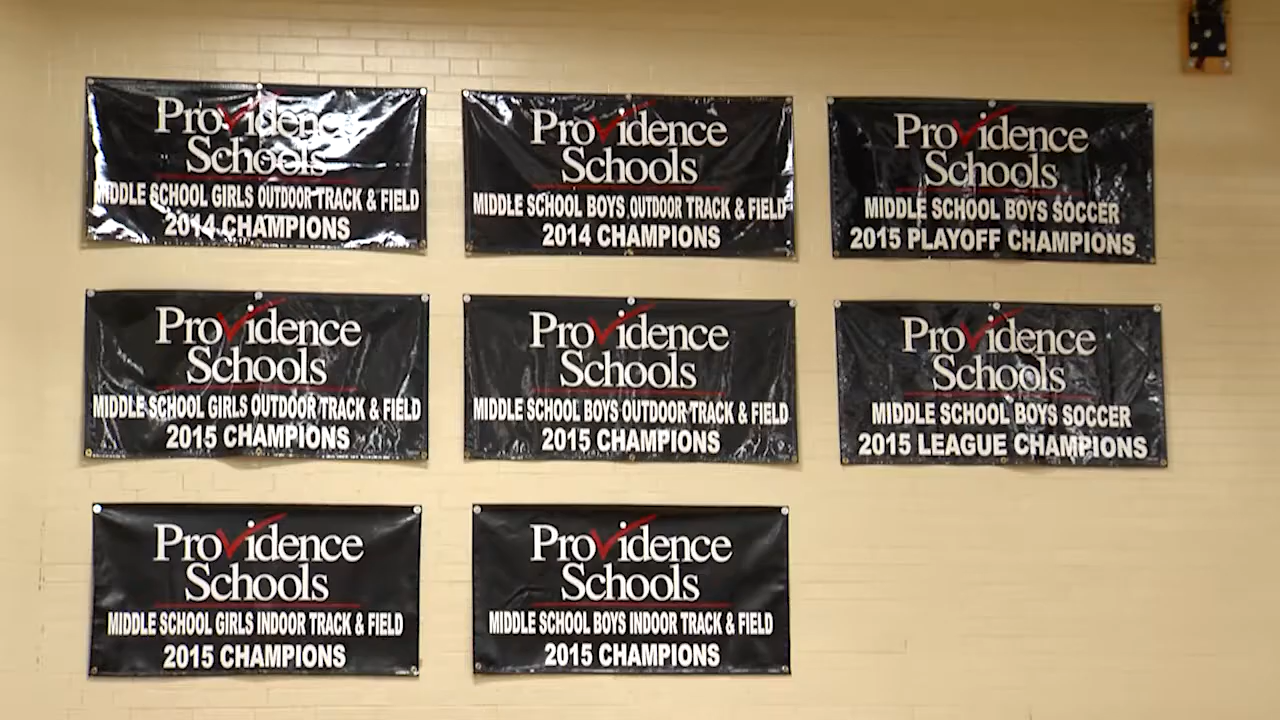 Providence
Schools
MIDDLE SCHOOL GIRLS OUTDOOR TRACK & FIELD
2014 CHAMPIONS
Providence
Schools
MIDDLE SCHOOL BOYS OUTDOOR TRACK & FIELD
2014 CHAMPIONS
Providence
Schools
MIDDLE SCHOOL BOYS SOCCER
2015 PLAYOFF CHAMPIONS
Providence
Schools
MIDDLE SCHOOL GIRLS OUTDOOR TRACK & FIELD
2015 CHAMPIONS
Providence
Schools
MIDDLE SCHOOL BOYS OUTDOOR TRACK & FIELD
2015 CHAMPIONS
Providence
Schools
MIDDLE SCHOOL BOYS SOCCER
2015 LEAGUE CHAMPIONS
Providence
Schools
MIDDLE SCHOOL GIRLS INDOOR TRACK & FIELD
2015 CHAMPIONS
Providence
Schools
MIDDLE SCHOOL BOYS INDOOR TRACK & FIELD
2015 CHAMPIONS